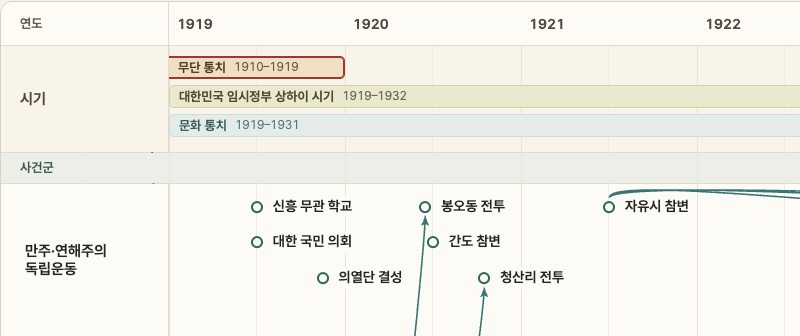 연도 1919 1920 1921 1922
시기
무단 통치 1910–1919
대한민국 임시정부 상하이 시기 1919–1932
문화 통치 1919–1931
사건군
만주·연해주의
독립운동
신흥 무관 학교 봉오동 전투 자유시 참변
대한 국민 의회 간도 참변
의열단 결성 청산리 전투